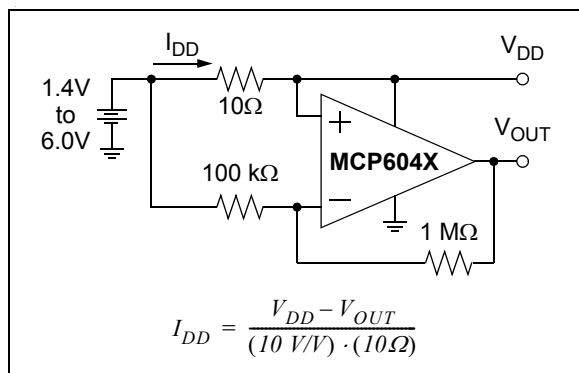 I_DD
V_DD
1.4V
to
6.0V
10Ω
V_OUT
+
MCP604X
100 kΩ
–
1 MΩ
I_DD = (V_DD – V_OUT) / ((10 V/V) · (10Ω))